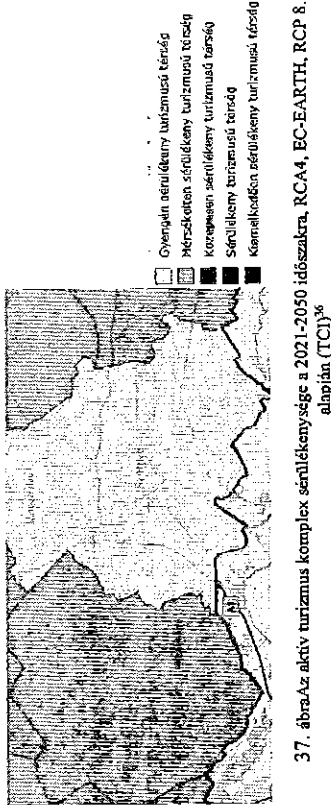 Gyengén sérülékeny turizmusú térség
Mérsékelten sérülékeny turizmusú térség
Közepesen sérülékeny turizmusú térség
Sérülékeny turizmusú térség
Kiemelkedően sérülékeny turizmusú térség
37. ábraAz aktív turizmus komplex sérülékenysége a 2021-2050 időszakra, RCA4, EC-EARTH, RCP 8.
alapján (TCI)³⁶